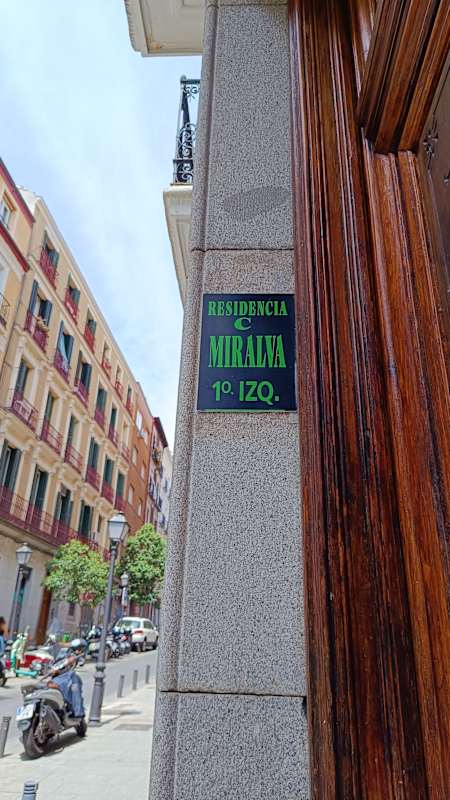 RESIDENCIA
C
MIRALVA
1º. IZQ.